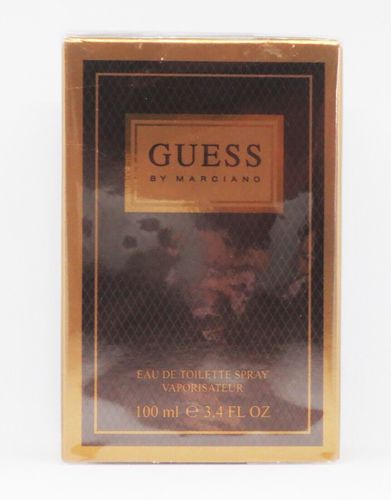 GUESS
BY MARCIANO
EAU DE TOILETTE SPRAY
VAPORISATEUR
100 ml ℮ 3.4 FL OZ